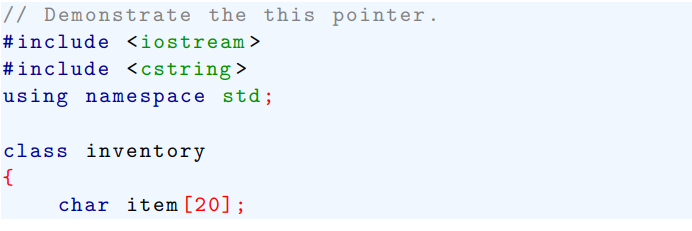 // Demonstrate the this pointer.
#include <iostream>
#include <cstring>
using namespace std;

class inventory
{
    char item[20];